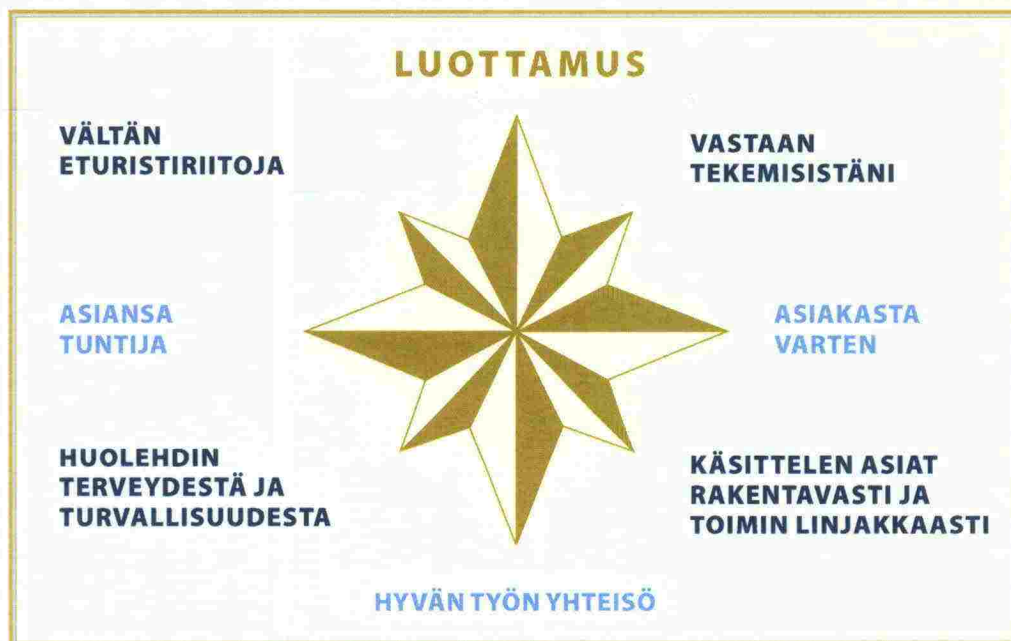 LUOTTAMUS
VÄLTÄN
ETURISTIRIITOJA
VASTAAN
TEKEMISISTÄNI
ASIANSA
TUNTIJA
ASIAKASTA
VARTEN
HUOLEHDIN
TERVEYDESTÄ JA
TURVALLISUUDESTA
KÄSITTELEN ASIAT
RAKENTAVASTI JA
TOIMIN LINJAKKAASTI
HYVÄN TYÖN YHTEISÖ